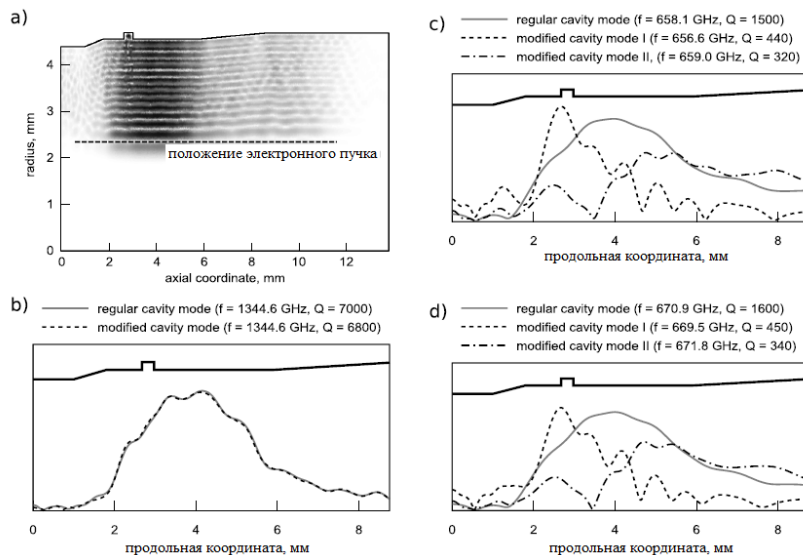 a)
4
3
2
1
0
radius, mm
положение электронного пучка
0 2 4 6 8 10 12
axial coordinate, mm
b)
regular cavity mode (f = 1344.6 GHz, Q = 7000)
modified cavity mode (f = 1344.6 GHz, Q = 6800)
0 2 4 6 8
продольная координата, мм
c)
regular cavity mode (f = 658.1 GHz, Q = 1500)
modified cavity mode I (f = 656.6 GHz, Q = 440)
modified cavity mode II, (f = 659.0 GHz, Q = 320)
0 2 4 6 8
продольная координата, мм
d)
regular cavity mode (f = 670.9 GHz, Q = 1600)
modified cavity mode I (f = 669.5 GHz, Q = 450)
modified cavity mode II (f = 671.8 GHz, Q = 340)
0 2 4 6 8
продольная координата, мм